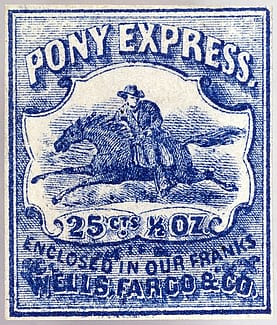 PONY EXPRESS.
25 CTS ½ OZ.
ENCLOSED IN OUR FRANKS
WELLS, FARGO & CO.